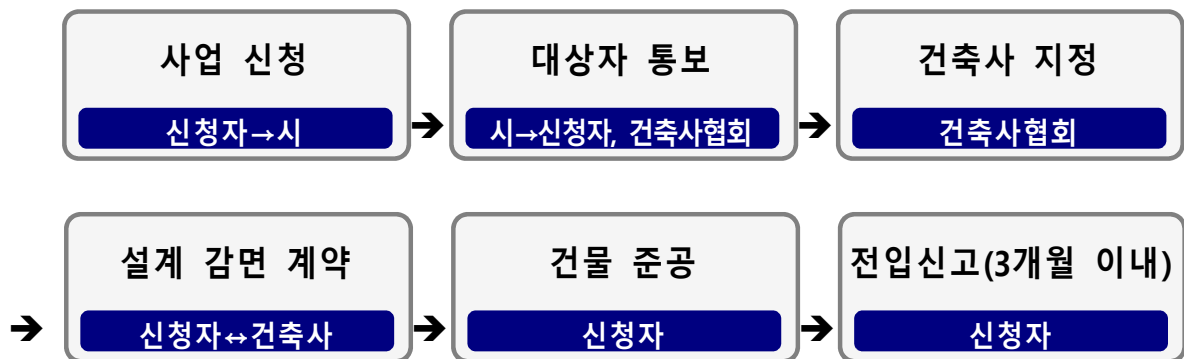 사업 신청
대상자 통보
건축사 지정
신청자→시
➔
시→신청자, 건축사협회
➔
건축사협회
설계 감면 계약
건물 준공
전입신고(3개월 이내)
➔
신청자↔건축사
➔
신청자
➔
신청자